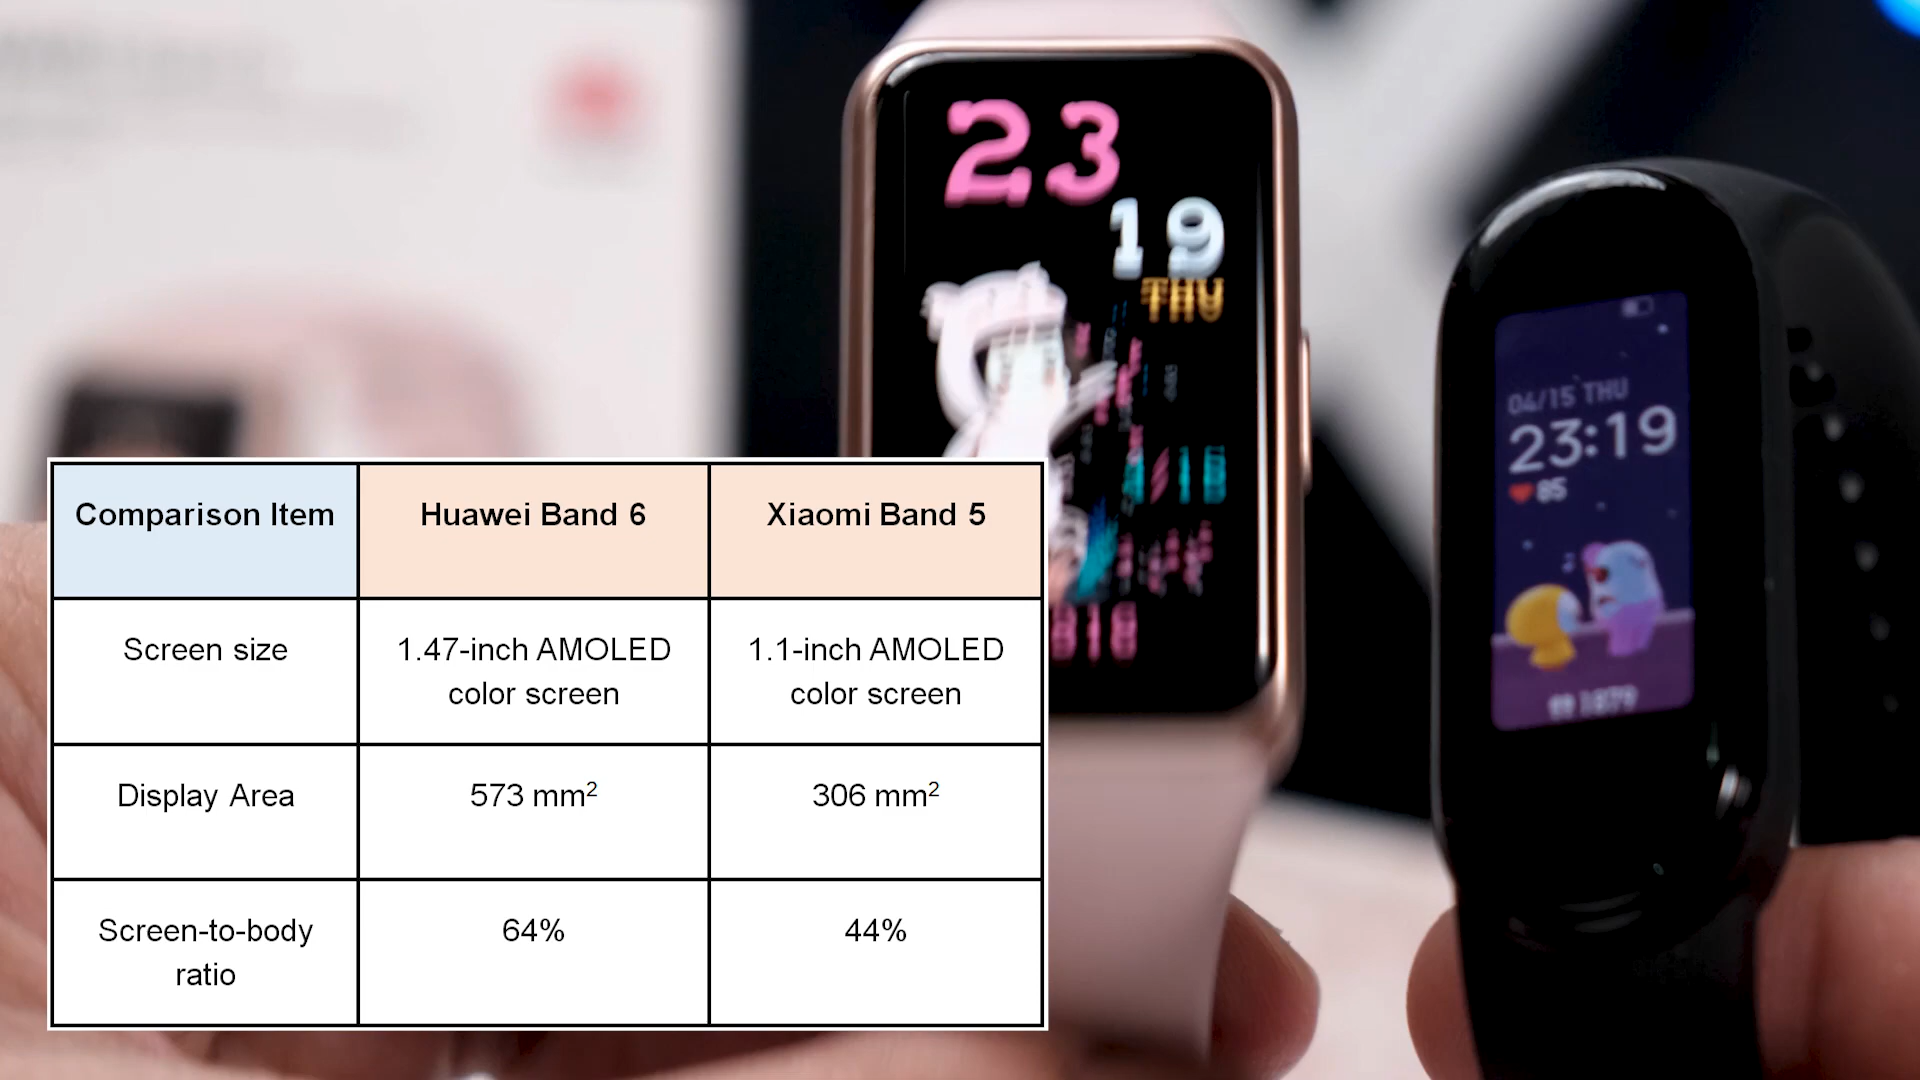 23
19
THU
04/15 THU
23:19
85
1879
Comparison Item
Huawei Band 6
Xiaomi Band 5
Screen size
1.47-inch AMOLED
color screen
1.1-inch AMOLED
color screen
Display Area
573 mm²
306 mm²
Screen-to-body
ratio
64%
44%